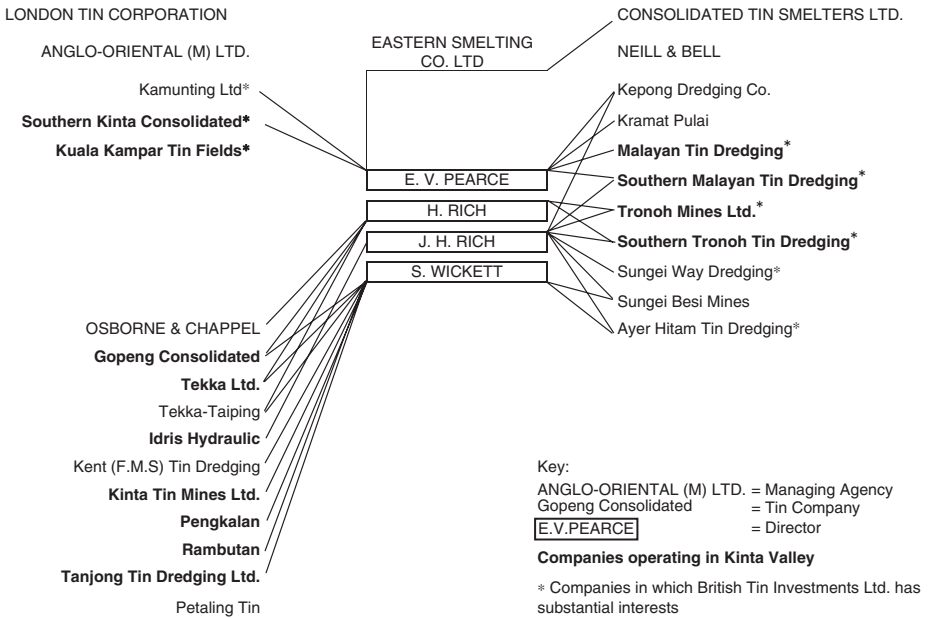 LONDON TIN CORPORATION
CONSOLIDATED TIN SMELTERS LTD.
ANGLO-ORIENTAL (M) LTD.
EASTERN SMELTING
CO. LTD
NEILL & BELL
Kamunting Ltd*
Southern Kinta Consolidated*
Kuala Kampar Tin Fields*
Kepong Dredging Co.
Kramat Pulai
Malayan Tin Dredging*
Southern Malayan Tin Dredging*
Tronoh Mines Ltd.*
Southern Tronoh Tin Dredging*
Sungei Way Dredging*
Sungei Besi Mines
Ayer Hitam Tin Dredging*
E. V. PEARCE
H. RICH
J. H. RICH
S. WICKETT
OSBORNE & CHAPPEL
Gopeng Consolidated
Tekka Ltd.
Tekka-Taiping
Idris Hydraulic
Kent (F.M.S) Tin Dredging
Kinta Tin Mines Ltd.
Pengkalan
Rambutan
Tanjong Tin Dredging Ltd.
Petaling Tin
Key:
ANGLO-ORIENTAL (M) LTD. = Managing Agency
Gopeng Consolidated = Tin Company
E.V.PEARCE = Director
Companies operating in Kinta Valley
* Companies in which British Tin Investments Ltd. has
substantial interests